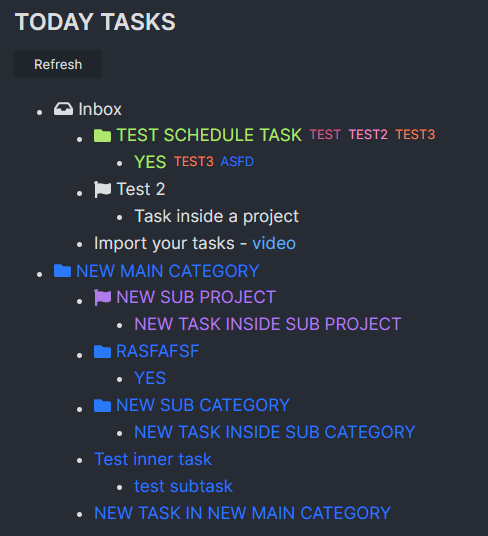 TODAY TASKS
Refresh
Inbox
TEST SCHEDULE TASK TEST TEST2 TEST3
YES TEST3 ASFD
Test 2
Task inside a project
Import your tasks - video
NEW MAIN CATEGORY
NEW SUB PROJECT
NEW TASK INSIDE SUB PROJECT
RASFAFSF
YES
NEW SUB CATEGORY
NEW TASK INSIDE SUB CATEGORY
Test inner task
test subtask
NEW TASK IN NEW MAIN CATEGORY